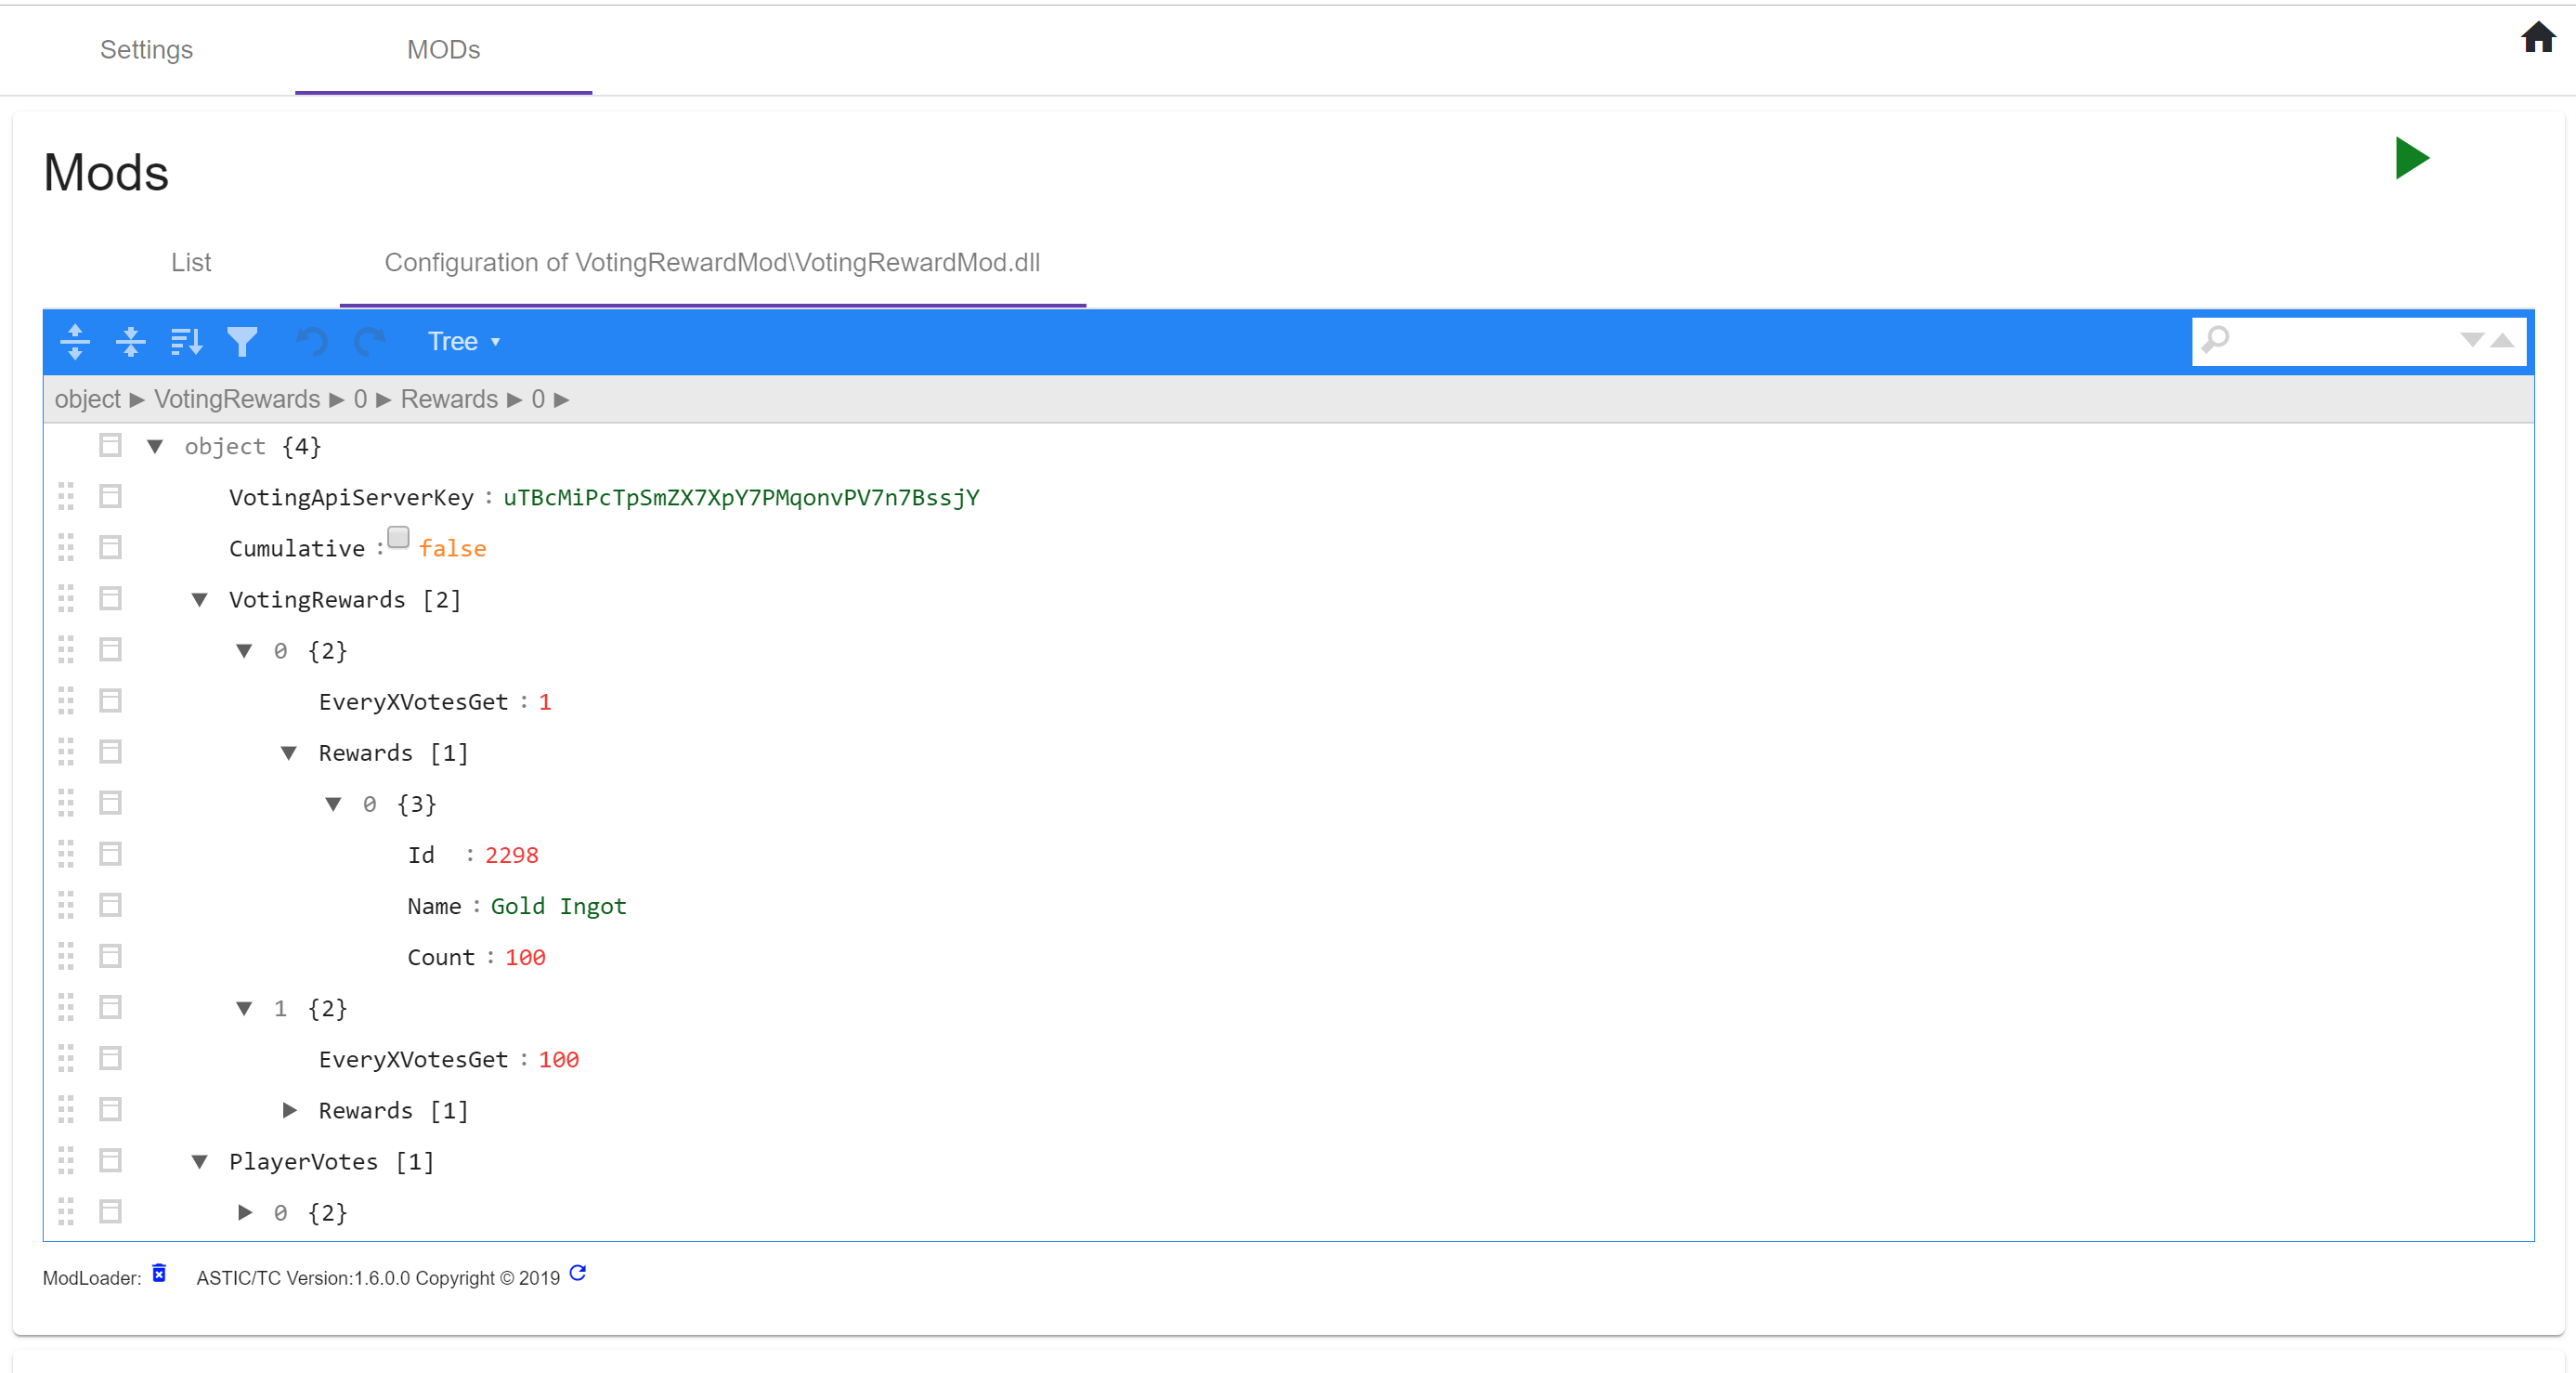 Settings MODs
Mods
List Configuration of VotingRewardMod\VotingRewardMod.dll
Tree ▼
object ► VotingRewards ► 0 ► Rewards ► 0 ►
▼ object {4}
VotingApiServerKey : uTBcMiPcTpSmZX7XpY7PMqonvPV7n7BssjY
Cumulative : false
▼ VotingRewards [2]
▼ 0 {2}
EveryXVotesGet : 1
▼ Rewards [1]
▼ 0 {3}
Id : 2298
Name : Gold Ingot
Count : 100
▼ 1 {2}
EveryXVotesGet : 100
► Rewards [1]
▼ PlayerVotes [1]
► 0 {2}
ModLoader: ASTIC/TC Version:1.6.0.0 Copyright © 2019